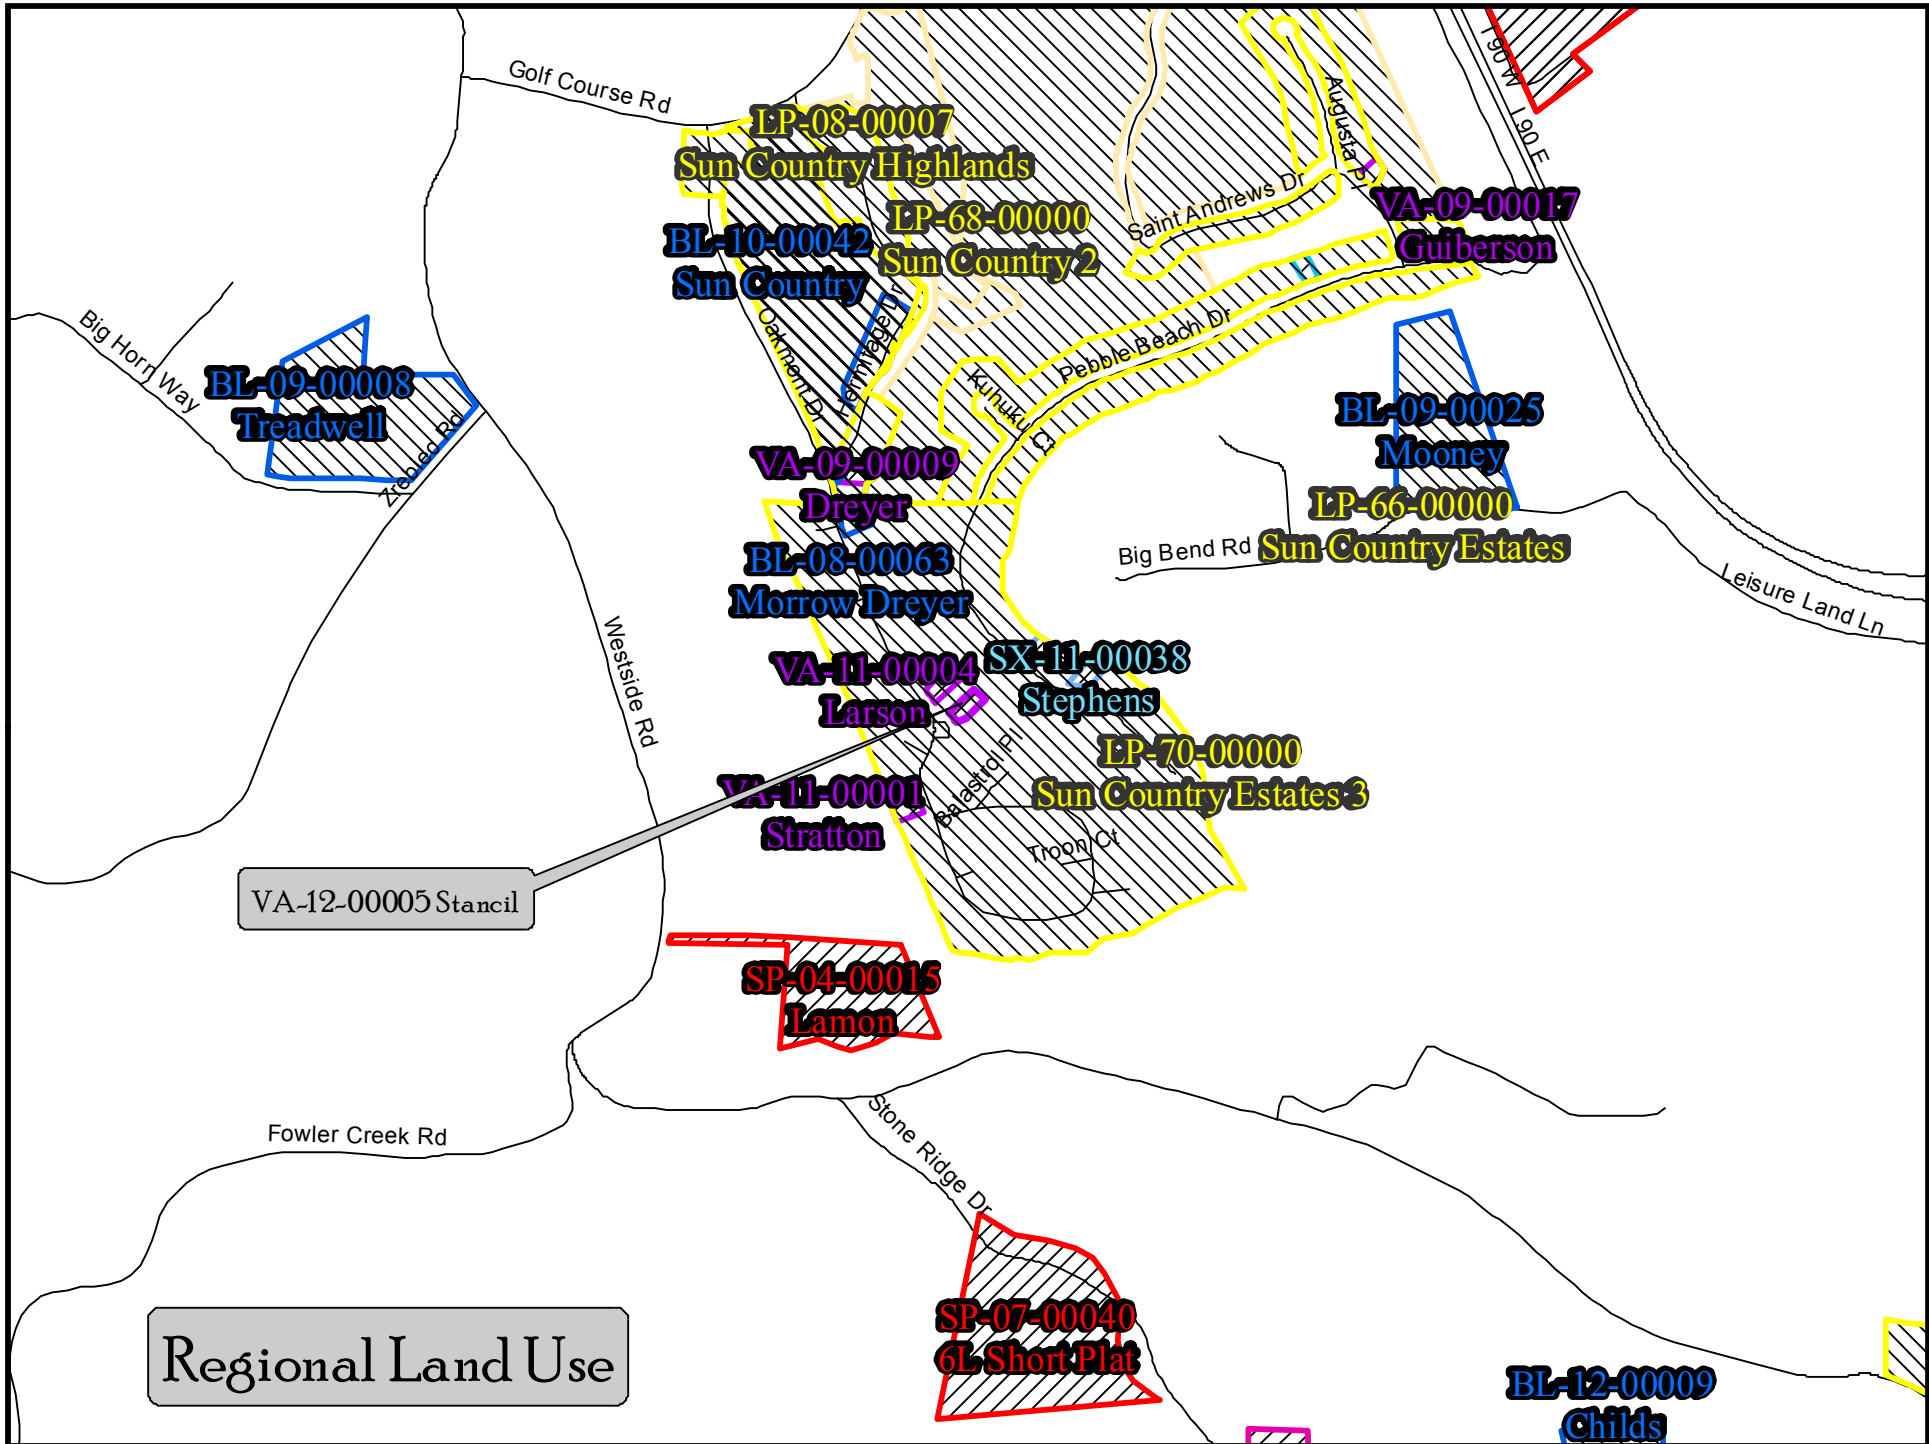 Golf Course Rd
I 90 W
I 90 E
Augusta Pl
LP-08-00007
Sun Country Highlands
Saint Andrews Dr
VA-09-00017
Guiberson
LP-68-00000
Sun Country 2
BL-10-00042
Sun Country
Big Horn Way
Oakmont Dr
Hermitage Dr
Pebble Beach Dr
Kuhuku Ct
BL-09-00008
Treadwell
Zrebied Rd
BL-09-00025
Mooney
VA-09-00009
Dreyer
LP-66-00000
Sun Country Estates
Big Bend Rd
BL-08-00063
Morrow Dreyer
Leisure Land Ln
Westside Rd
VA-11-00004
Larson
SX-11-00038
Stephens
LP-70-00000
Sun Country Estates 3
Balastrol Pl
VA-11-00001
Stratton
Troon Ct
VA-12-00005 Stancil
SP-04-00015
Lamon
Fowler Creek Rd
Stone Ridge Dr
SP-07-00040
6L Short Plat
Regional Land Use
BL-12-00009
Childs